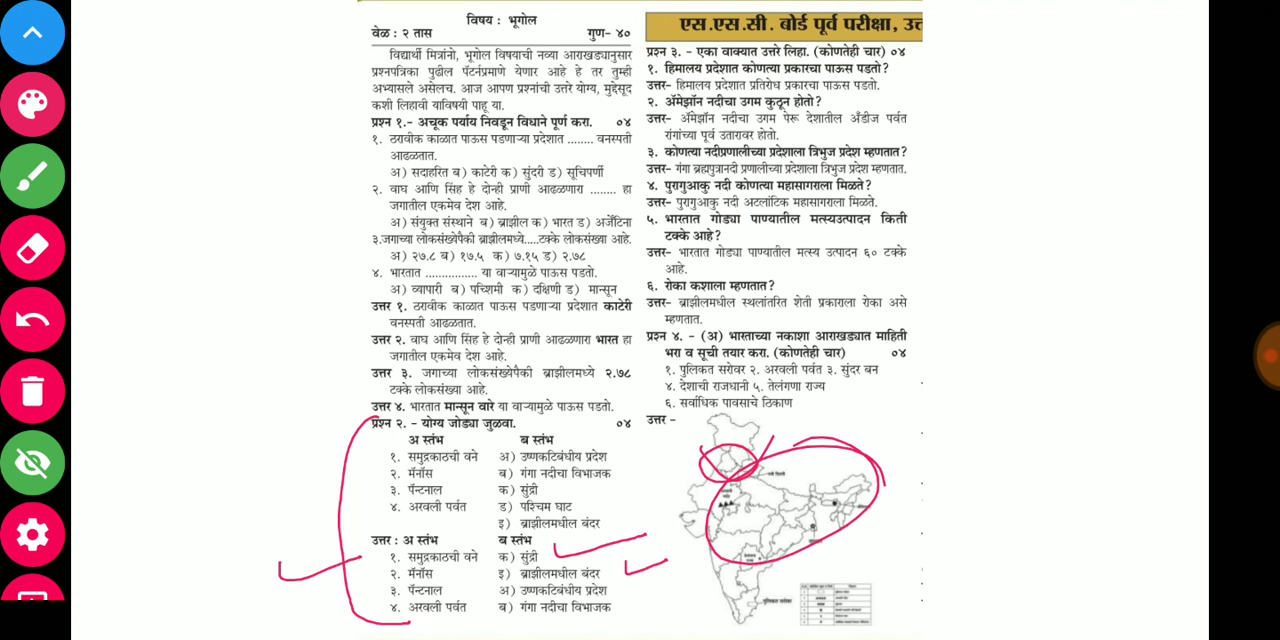 विषय : भूगोल
वेळ : २ तास गुण- ४०
विद्यार्थी मित्रांनो, भूगोल विषयाची नव्या आराखड्यानुसार
प्रश्नपत्रिका पुढील पॅटर्नप्रमाणे येणार आहे हे तर तुम्ही
अभ्यासले असेलच. आज आपण प्रश्नांची उत्तरे योग्य, मुद्देसूद
कशी लिहावी याविषयी पाहू या.
प्रश्न १.- अचूक पर्याय निवडून विधाने पूर्ण करा. ०४
१. ठरावीक काळात पाऊस पडणाऱ्या प्रदेशात ........ वनस्पती
आढळतात.
अ) सदाहरित ब) काटेरी क) सुंदरी ड) सूचिपर्णी
२. वाघ आणि सिंह हे दोन्ही प्राणी आढळणारा ........ हा
जगातील एकमेव देश आहे.
अ) संयुक्त संस्थाने ब) ब्राझील क) भारत ड) अर्जेंटिना
३.जगाच्या लोकसंख्येपैकी ब्राझीलमध्ये.....टक्के लोकसंख्या आहे.
अ) २७.८ ब) १७.५ क) ७.१५ ड) २.७८
४. भारतात ............... या वाऱ्यामुळे पाऊस पडतो.
अ) व्यापारी ब) पश्चिमी क) दक्षिणी ड) मान्सून
उत्तर १. ठरावीक काळात पाऊस पडणाऱ्या प्रदेशात काटेरी
वनस्पती आढळतात.
उत्तर २. वाघ आणि सिंह हे दोन्ही प्राणी आढळणारा भारत हा
जगातील एकमेव देश आहे.
उत्तर ३. जगाच्या लोकसंख्येपैकी ब्राझीलमध्ये २.७८
टक्के लोकसंख्या आहे.
उत्तर ४. भारतात मान्सून वारे या वाऱ्यामुळे पाऊस पडतो.
प्रश्न २. - योग्य जोड्या जुळवा. ०४
अ स्तंभ ब स्तंभ
१. समुद्रकाठची वने अ) उष्णकटिबंधीय प्रदेश
२. मॅनॉस ब) गंगा नदीचा विभाजक
३. पॅन्टनाल क) सुंद्री
४. अरवली पर्वत ड) पश्चिम घाट
इ) ब्राझीलमधील बंदर
उत्तर : अ स्तंभ ब स्तंभ
१. समुद्रकाठची वने क) सुंद्री
२. मॅनॉस इ) ब्राझीलमधील बंदर
३. पॅन्टनाल अ) उष्णकटिबंधीय प्रदेश
४. अरवली पर्वत ब) गंगा नदीचा विभाजक
एस.एस.सी. बोर्ड पूर्व परीक्षा,
प्रश्न ३. - एका वाक्यात उत्तरे लिहा. (कोणतेही चार) ०४
१. हिमालय प्रदेशात कोणत्या प्रकारचा पाऊस पडतो?
उत्तर- हिमालय प्रदेशात प्रतिरोध प्रकारचा पाऊस पडतो.
२. ॲमेझॉन नदीचा उगम कुठून होतो?
उत्तर- ॲमेझॉन नदीचा उगम पेरू देशातील अँडीज पर्वत
रांगांच्या पूर्व उतारावर होतो.
३. कोणत्या नदीप्रणालीच्या प्रदेशाला त्रिभुज प्रदेश म्हणतात?
उत्तर- गंगा ब्रह्मपुत्रानदी प्रणालीच्या प्रदेशाला त्रिभुज प्रदेश म्हणतात.
४. पुरागुआकु नदी कोणत्या महासागराला मिळते?
उत्तर- पुरागुआकु नदी अटलांटिक महासागराला मिळते.
५. भारतात गोड्या पाण्यातील मत्स्यउत्पादन किती
टक्के आहे?
उत्तर- भारतात गोड्या पाण्यातील मत्स्य उत्पादन ६० टक्के
आहे.
६. रोका कशाला म्हणतात?
उत्तर- ब्राझीलमधील स्थलांतरित शेती प्रकाराला रोका असे
म्हणतात.
प्रश्न ४. - (अ) भारताच्या नकाशा आराखड्यात माहिती
भरा व सूची तयार करा. (कोणतेही चार) ०४
१. पुलिकत सरोवर २. अरवली पर्वत ३. सुंदर बन
४. देशाची राजधानी ५. तेलंगणा राज्य
६. सर्वाधिक पावसाचे ठिकाण
उत्तर -